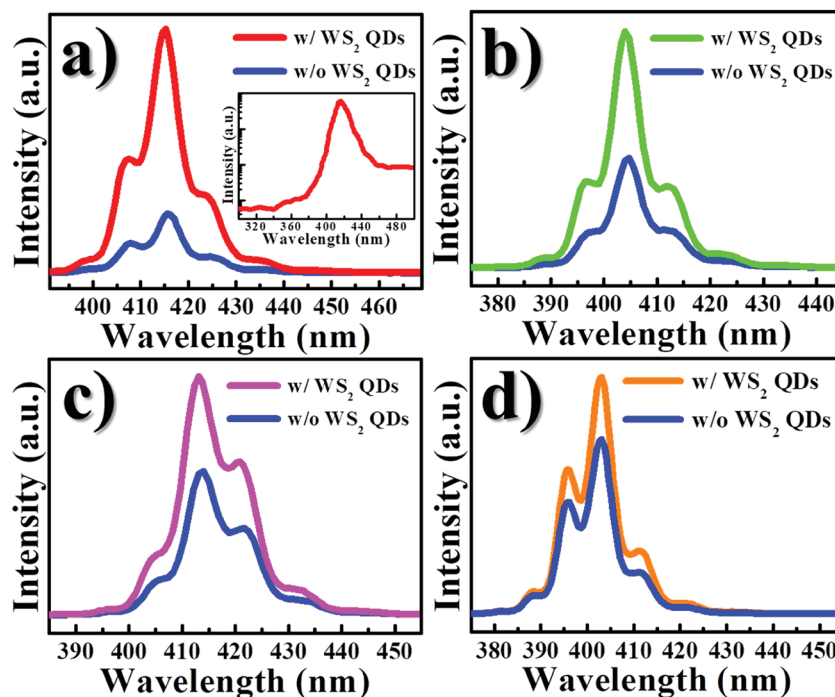 a)
w/ WS₂ QDs
w/o WS₂ QDs
Intensity (a.u.)
Intensity (a.u.)
320 360 400 440 480
Wavelength (nm)
400 410 420 430 440 450 460
Wavelength (nm)
b)
w/ WS₂ QDs
w/o WS₂ QDs
Intensity (a.u.)
380 390 400 410 420 430 440
Wavelength (nm)
c)
w/ WS₂ QDs
w/o WS₂ QDs
Intensity (a.u.)
390 400 410 420 430 440 450
Wavelength (nm)
d)
w/ WS₂ QDs
w/o WS₂ QDs
Intensity (a.u.)
380 390 400 410 420 430 440 450
Wavelength (nm)